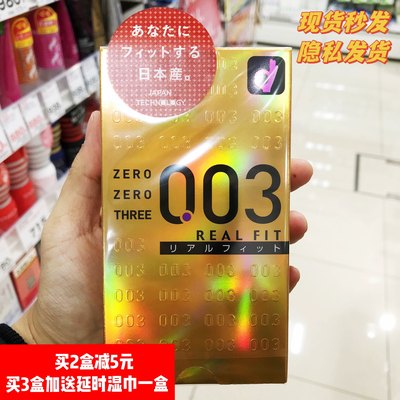 あなたに
フィットする
日本産。
JAPAN
TECHNOLOGY
现货秒发
隐私发货
ZERO
ZERO
THREE
0.03
REAL FIT
リアルフィット
买2盒减5元
买3盒加送延时湿巾一盒